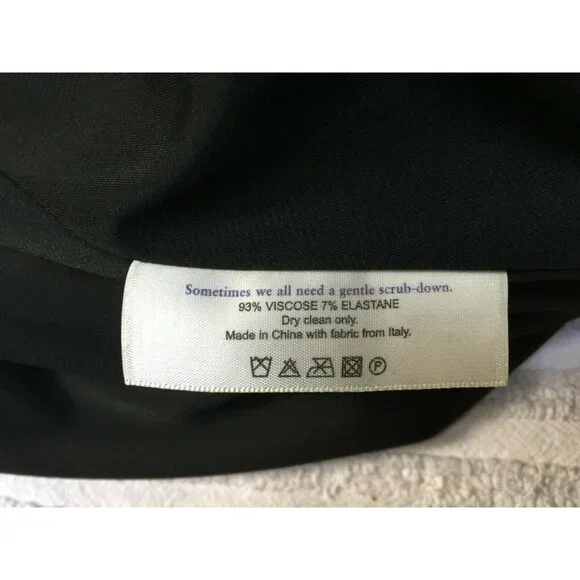 Sometimes we all need a gentle scrub-down.
93% VISCOSE 7% ELASTANE
Dry clean only.
Made in China with fabric from Italy.
P